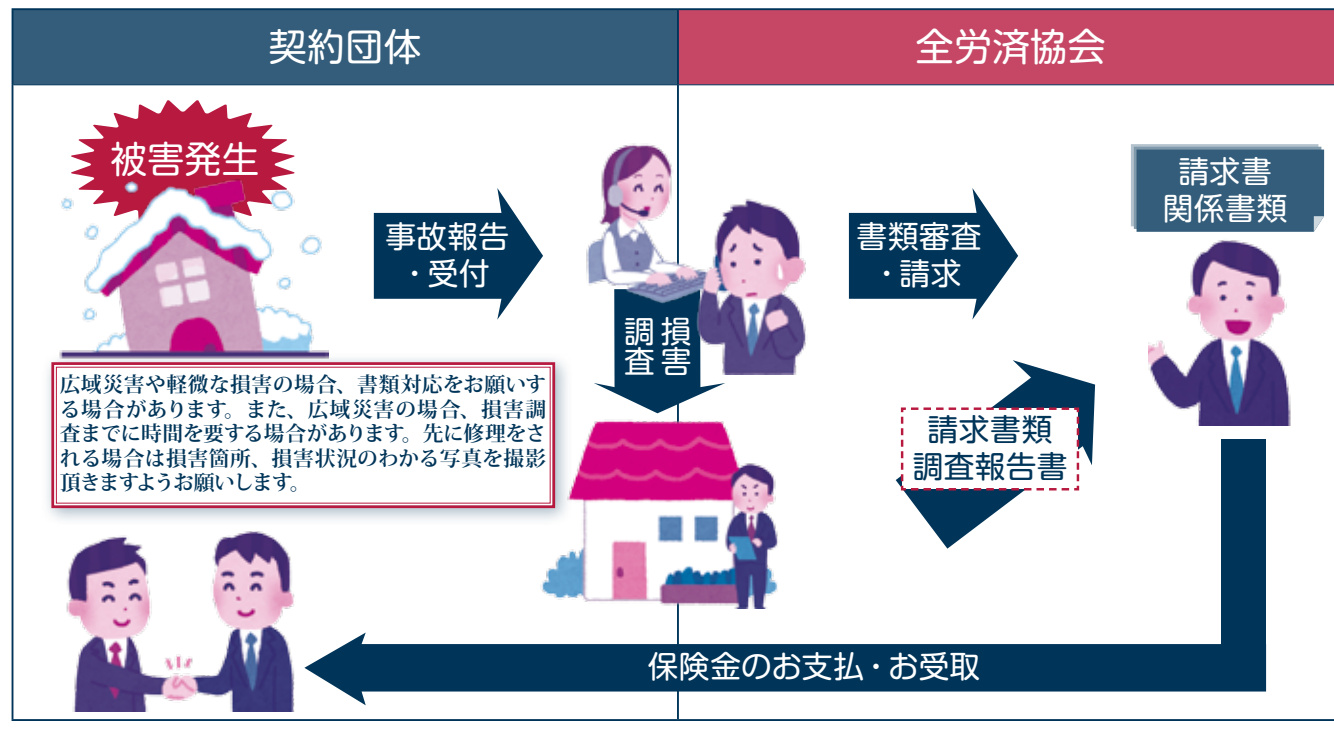 契約団体
全労済協会
被害発生
事故報告
・受付
書類審査
・請求
請求書
関係書類
損害
調査
広域災害や軽微な損害の場合、書類対応をお願いす
る場合があります。また、広域災害の場合、損害調
査までに時間を要する場合があります。先に修理をさ
れる場合は損害箇所、損害状況のわかる写真を撮影
頂きますようお願いします。
請求書類
調査報告書
保険金のお支払・お受取